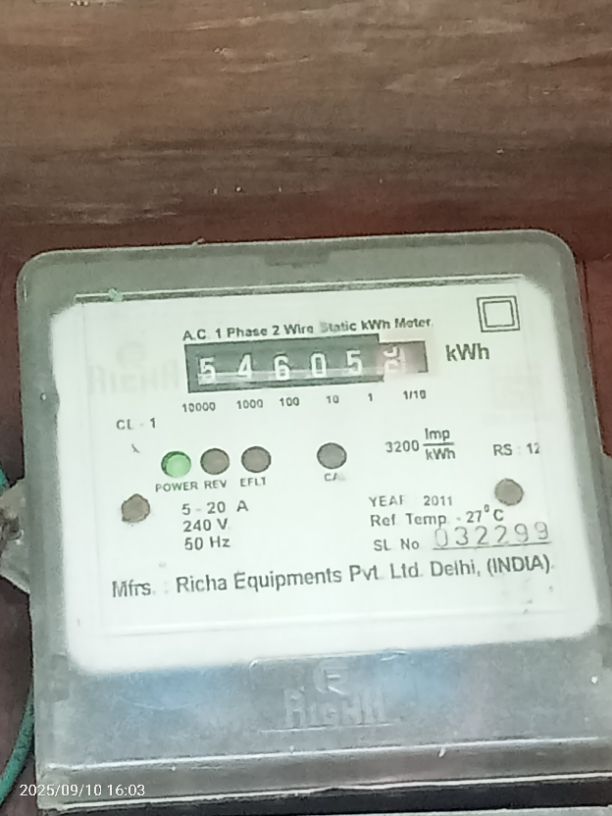 A.C. 1 Phase 2 Wire Static kWh Meter
54605 kWh
10000 1000 100 10 1 1/10
CL - 1
3200 Imp/kWh
RS : 12
POWER REV EFLT
5 - 20 A
240 V
50 Hz
YEAR 2011
Ref Temp - 27°C
SL No 032299
Mfrs. : Richa Equipments Pvt. Ltd. Delhi, (INDIA).
RICHA
2025/09/10 16:03